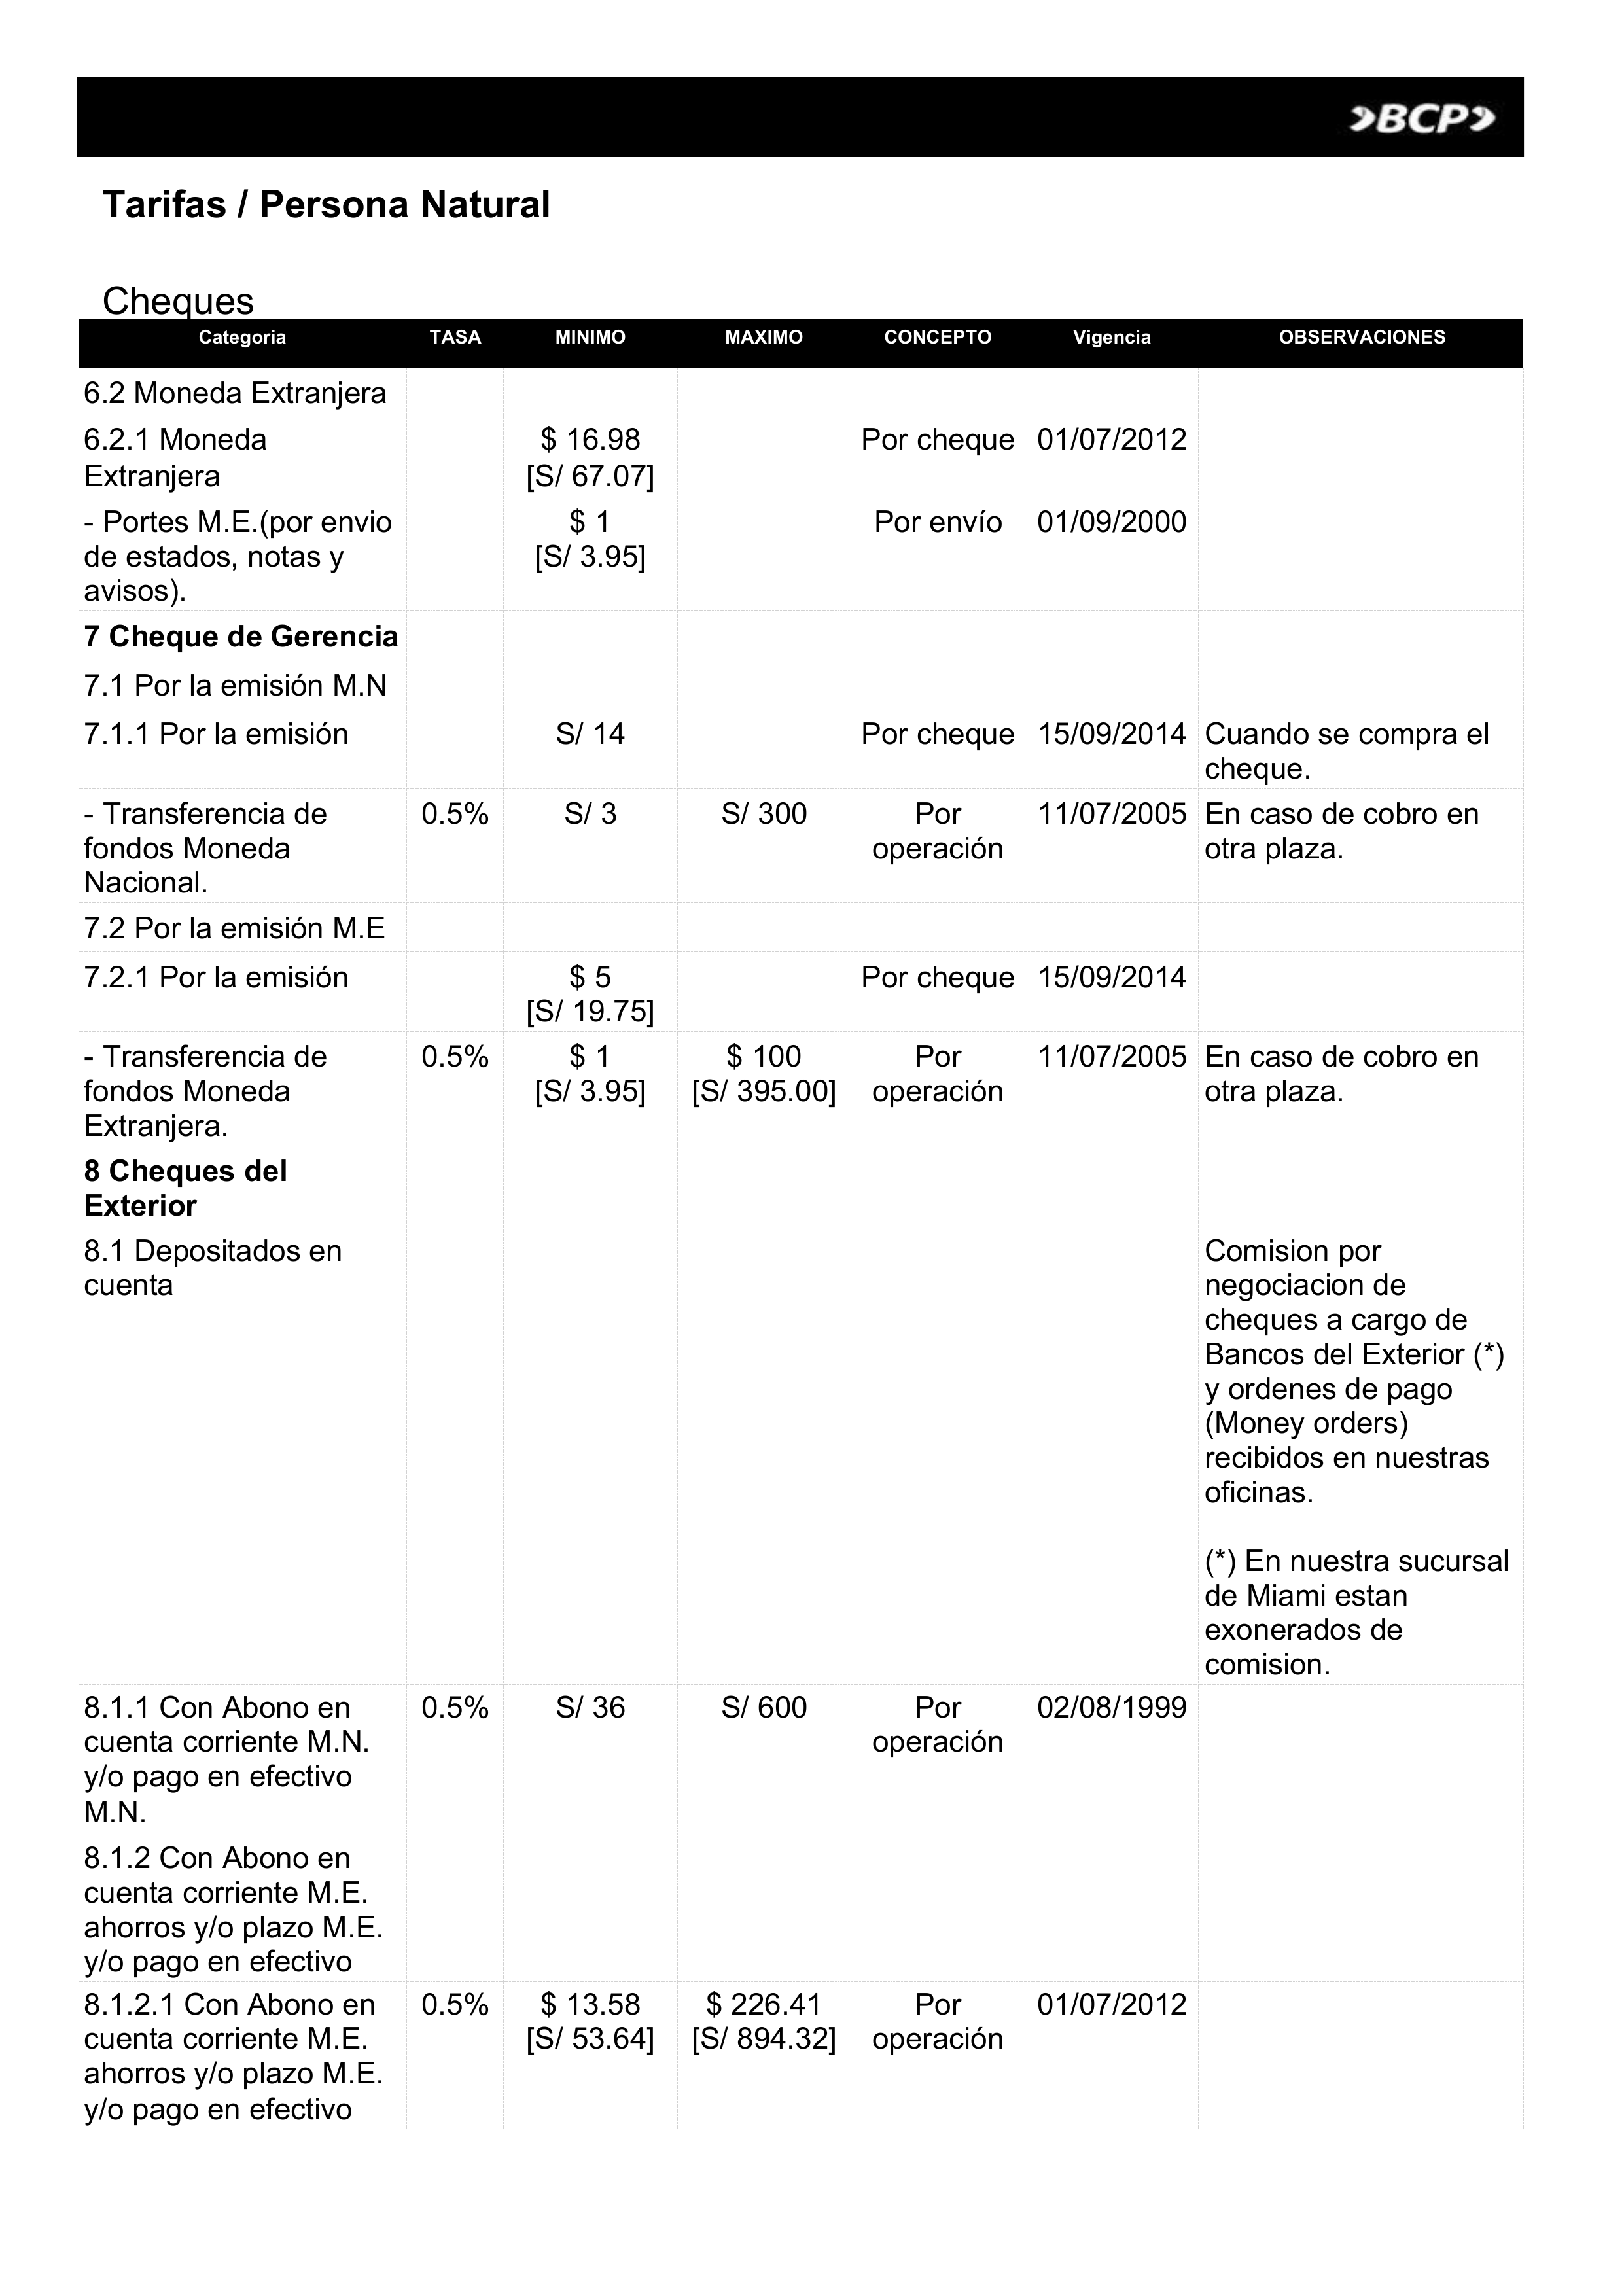 BCP
Tarifas / Persona Natural
Cheques
Categoria TASA MINIMO MAXIMO CONCEPTO Vigencia OBSERVACIONES
6.2 Moneda Extranjera
6.2.1 Moneda $ 16.98 Por cheque 01/07/2012
Extranjera [S/ 67.07]
- Portes M.E.(por envio $ 1 Por envío 01/09/2000
de estados, notas y [S/ 3.95]
avisos).
7 Cheque de Gerencia
7.1 Por la emisión M.N
7.1.1 Por la emisión S/ 14 Por cheque 15/09/2014 Cuando se compra el
cheque.
- Transferencia de 0.5% S/ 3 S/ 300 Por 11/07/2005 En caso de cobro en
fondos Moneda operación otra plaza.
Nacional.
7.2 Por la emisión M.E
7.2.1 Por la emisión $ 5 Por cheque 15/09/2014
[S/ 19.75]
- Transferencia de 0.5% $ 1 $ 100 Por 11/07/2005 En caso de cobro en
fondos Moneda [S/ 3.95] [S/ 395.00] operación otra plaza.
Extranjera.
8 Cheques del
Exterior
8.1 Depositados en Comision por
cuenta negociacion de
cheques a cargo de
Bancos del Exterior (*)
y ordenes de pago
(Money orders)
recibidos en nuestras
oficinas.
(*) En nuestra sucursal
de Miami estan
exonerados de
comision.
8.1.1 Con Abono en 0.5% S/ 36 S/ 600 Por 02/08/1999
cuenta corriente M.N. operación
y/o pago en efectivo
M.N.
8.1.2 Con Abono en
cuenta corriente M.E.
ahorros y/o plazo M.E.
y/o pago en efectivo
8.1.2.1 Con Abono en 0.5% $ 13.58 $ 226.41 Por 01/07/2012
cuenta corriente M.E. [S/ 53.64] [S/ 894.32] operación
ahorros y/o plazo M.E.
y/o pago en efectivo